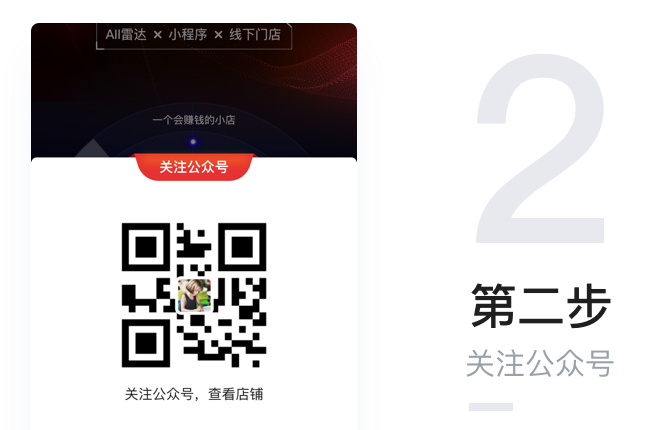 AII雷达 × 小程序 × 线下门店
一个会赚钱的小店
关注公众号
关注公众号，查看店铺
2
第二步
关注公众号